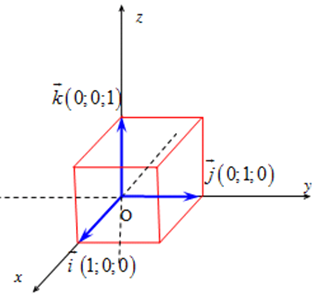 z
k⃗(0;0;1)
j⃗(0;1;0)
y
O
i⃗ (1;0;0)
x